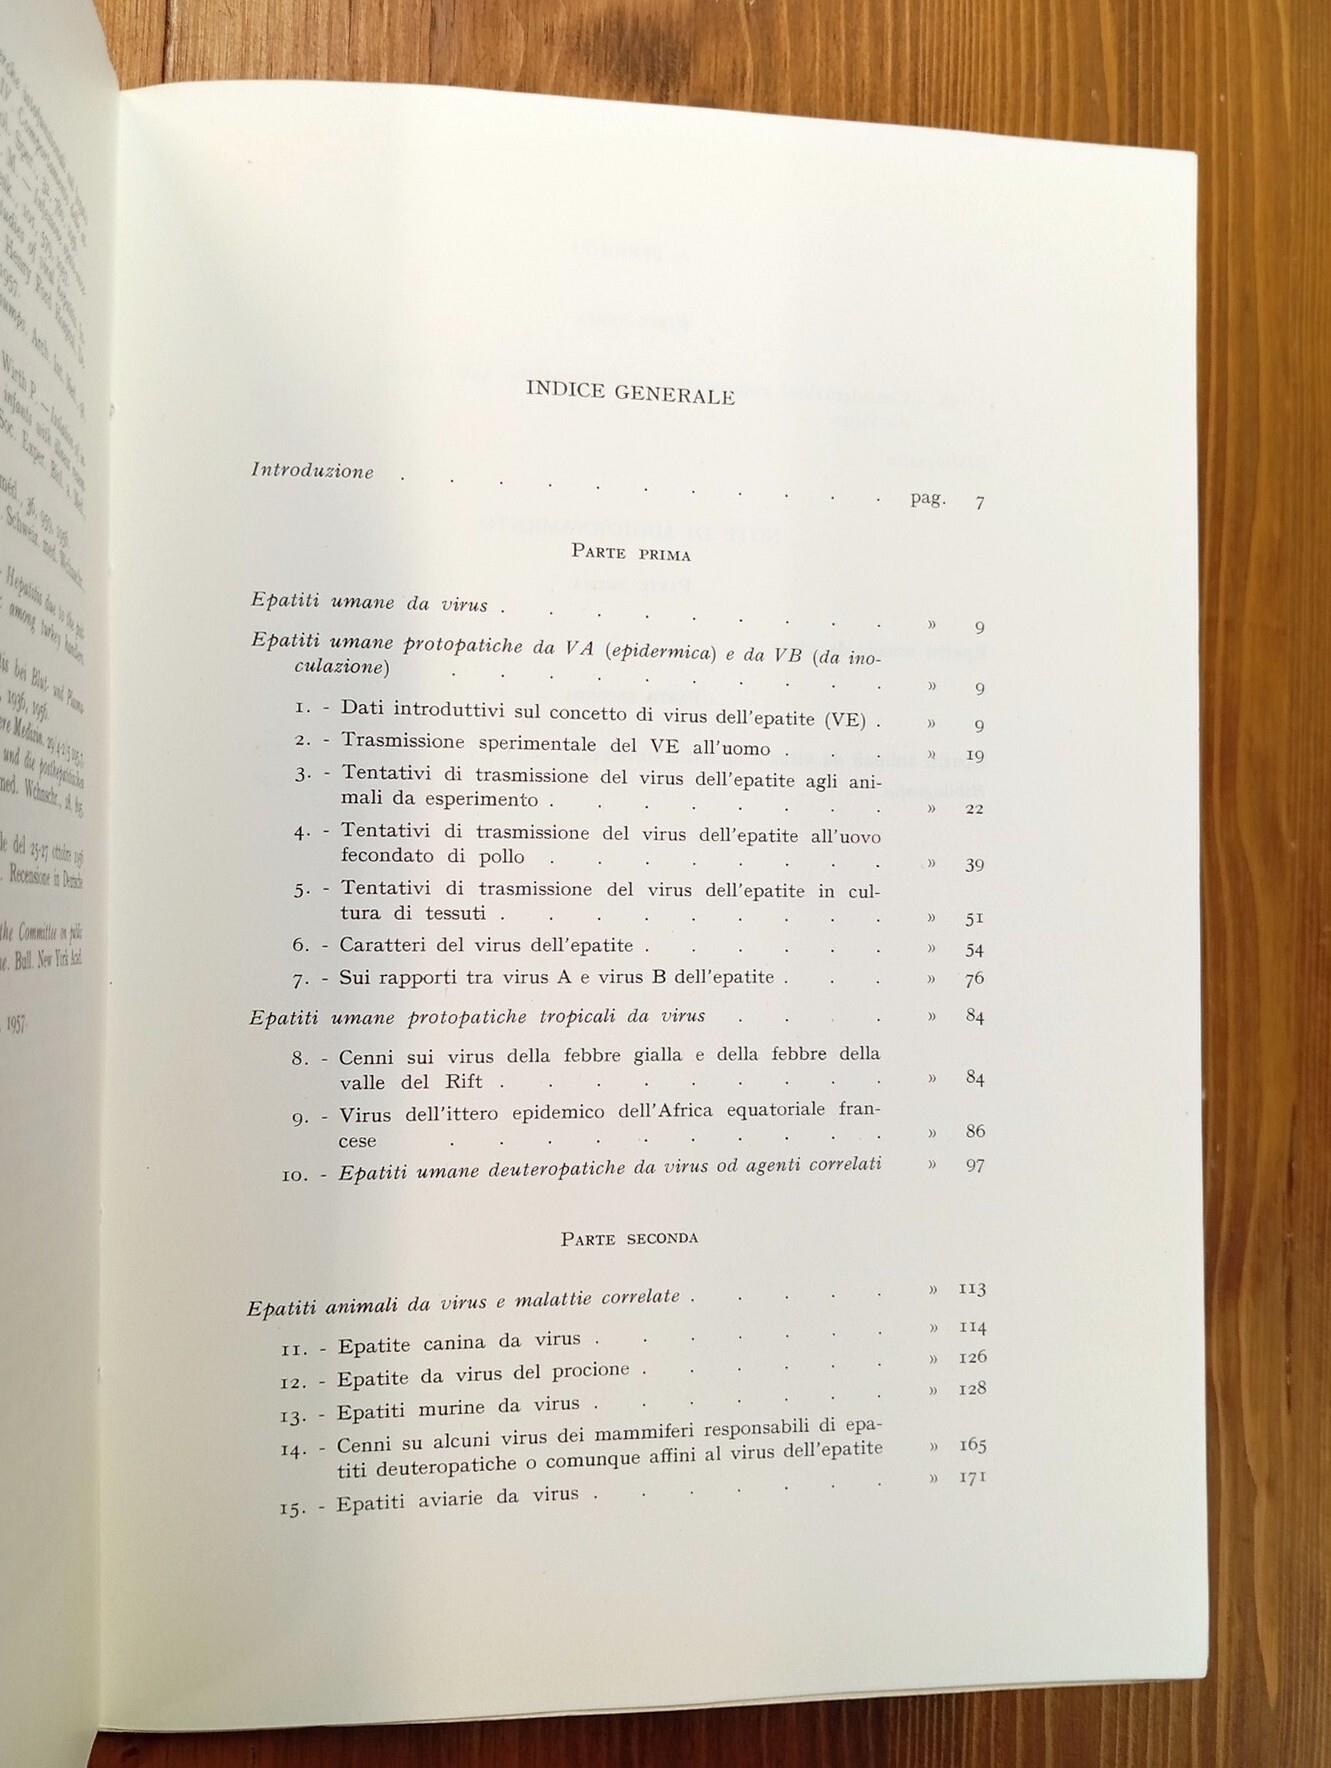 INDICE GENERALE
Introduzione . . . . . . . . . . . pag. 7
PARTE PRIMA
Epatiti umane da virus . . . . . . . . . » 9
Epatiti umane protopatiche da VA (epidermica) e da VB (da ino-
culazione) . . . . . . . . . . » 9
1. - Dati introduttivi sul concetto di virus dell'epatite (VE) . » 9
2. - Trasmissione sperimentale del VE all'uomo . . . » 19
3. - Tentativi di trasmissione del virus dell'epatite agli ani-
mali da esperimento . . . . . . . . » 22
4. - Tentativi di trasmissione del virus dell'epatite all'uovo
fecondato di pollo . . . . . . . . » 39
5. - Tentativi di trasmissione del virus dell'epatite in cul-
tura di tessuti . . . . . . . . . » 51
6. - Caratteri del virus dell'epatite . . . . . . » 54
7. - Sui rapporti tra virus A e virus B dell'epatite . . . » 76
Epatiti umane protopatiche tropicali da virus . . . . » 84
8. - Cenni sui virus della febbre gialla e della febbre della
valle del Rift . . . . . . . . . » 84
9. - Virus dell'ittero epidemico dell'Africa equatoriale fran-
cese . . . . . . . . . . » 86
10. - Epatiti umane deuteropatiche da virus od agenti correlati » 97
PARTE SECONDA
Epatiti animali da virus e malattie correlate . . . . . » 113
11. - Epatite canina da virus . . . . . . . » 114
12. - Epatite da virus del procione . . . . . . » 126
13. - Epatiti murine da virus . . . . . . . » 128
14. - Cenni su alcuni virus dei mammiferi responsabili di epa-
titi deuteropatiche o comunque affini al virus dell'epatite » 165
15. - Epatiti aviarie da virus . . . . . . . » 171